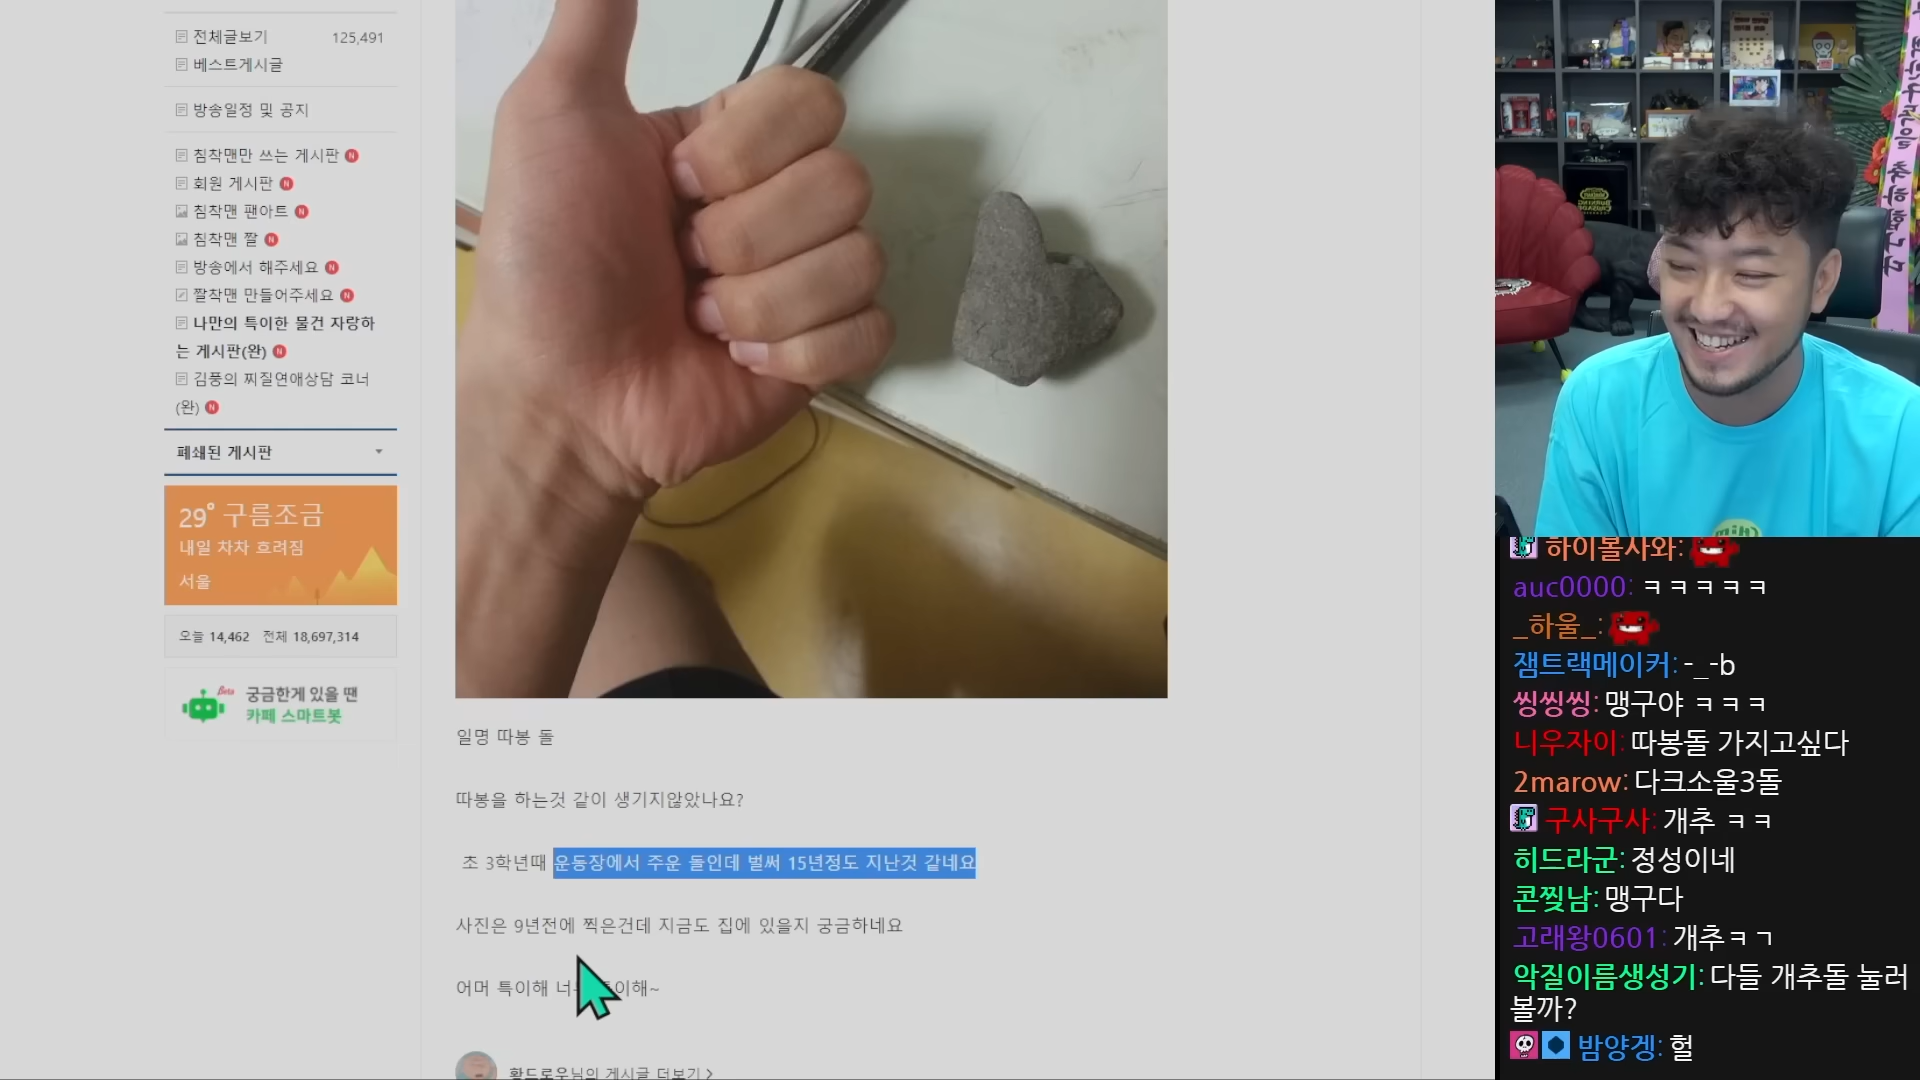 전체글보기 125,491
베스트게시글
방송일정 및 공지
침착맨만 쓰는 게시판 N
회원 게시판 N
침착맨 팬아트 N
침착맨 짤 N
방송에서 해주세요 N
짤착맨 만들어주세요 N
나만의 특이한 물건 자랑하
는 게시판(완) N
김풍의 찌질연애상담 코너
(완) N
폐쇄된 게시판
29° 구름조금
내일 차차 흐려짐
서울
오늘 14,462 전체 18,697,314
Beta 궁금한게 있을 땐
카페 스마트봇
일명 따봉 돌
따봉을 하는것 같이 생기지않았나요?
초 3학년때 운동장에서 주운 돌인데 벌써 15년정도 지난것 같네요
사진은 9년전에 찍은건데 지금도 집에 있을지 궁금하네요
어머 특이해
황드로우님의 게시글 더보기 >
하이볼사와:
auc0000: ㅋㅋㅋㅋㅋ
_하울_:
잼트랙메이커: -_-b
씽씽씽: 맹구야 ㅋㅋㅋ
니우자이: 따봉돌 가지고싶다
2marow: 다크소울3돌
구사구사: 개추 ㅋㅋ
히드라군: 정성이네
콘찢남: 맹구다
고래왕0601: 개추ㅋㄱ
악질이름생성기: 다들 개추돌 눌러
볼까?
밤양겡: 헐